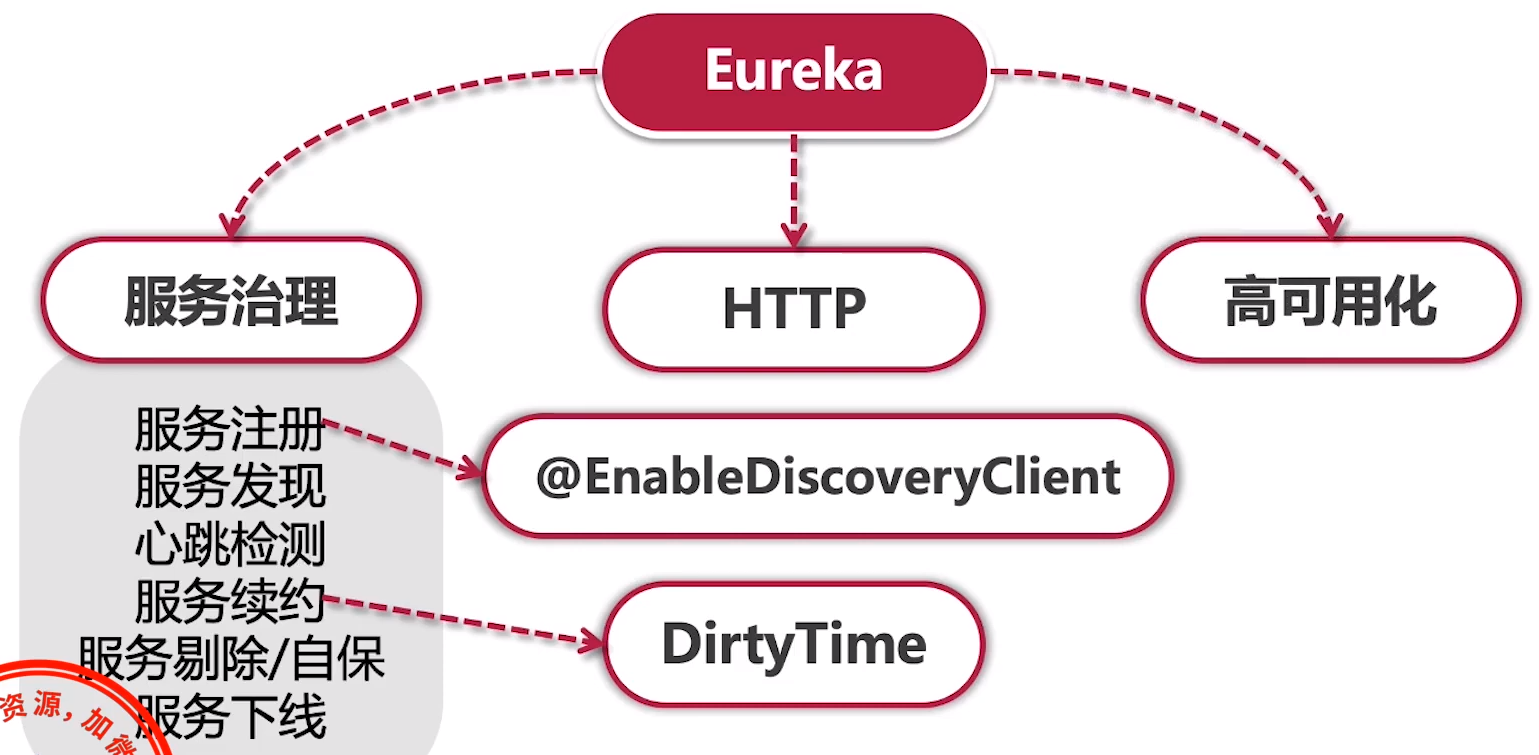 Eureka
服务治理
HTTP
高可用化
服务注册
@EnableDiscoveryClient
服务发现
心跳检测
服务续约
DirtyTime
服务剔除/自保
服务下线
资源,加微